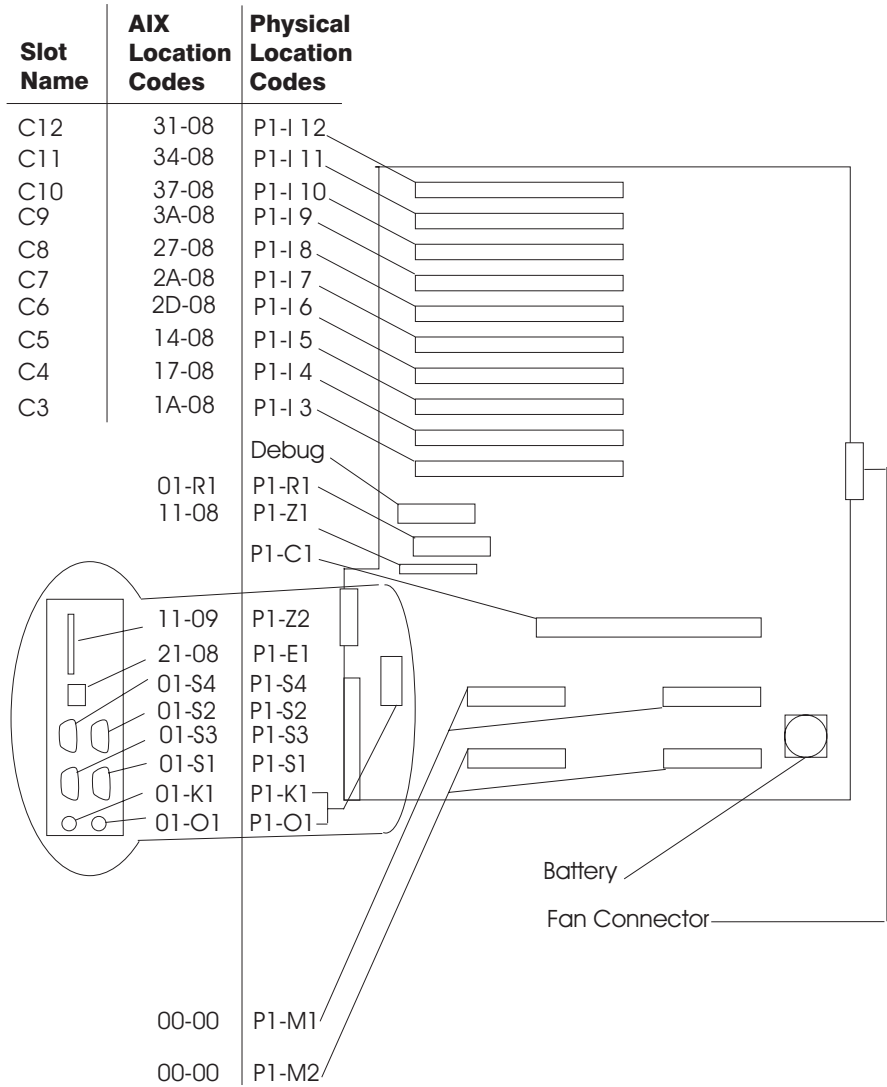 Slot Name AIX Location Codes Physical Location Codes
C12 31-08 P1-I 12
C11 34-08 P1-I 11
C10 37-08 P1-I 10
C9 3A-08 P1-I 9
C8 27-08 P1-I 8
C7 2A-08 P1-I 7
C6 2D-08 P1-I 6
C5 14-08 P1-I 5
C4 17-08 P1-I 4
C3 1A-08 P1-I 3
Debug
01-R1 P1-R1
11-08 P1-Z1
P1-C1
11-09 P1-Z2
21-08 P1-E1
01-S4 P1-S4
01-S2 P1-S2
01-S3 P1-S3
01-S1 P1-S1
01-K1 P1-K1
01-O1 P1-O1
Battery
Fan Connector
00-00 P1-M1
00-00 P1-M2